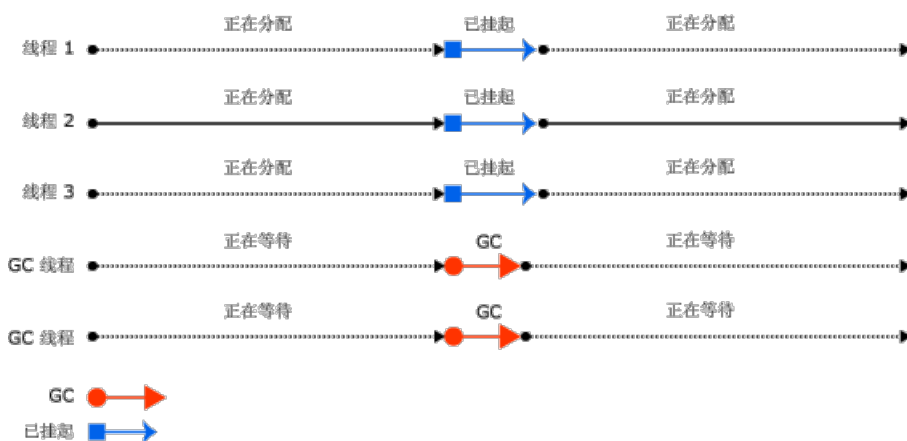 正在分配 已挂起 正在分配
线程 1
正在分配 已挂起 正在分配
线程 2
正在分配 已挂起 正在分配
线程 3
正在等待 GC 正在等待
GC 线程
正在等待 GC 正在等待
GC 线程
GC
已挂起